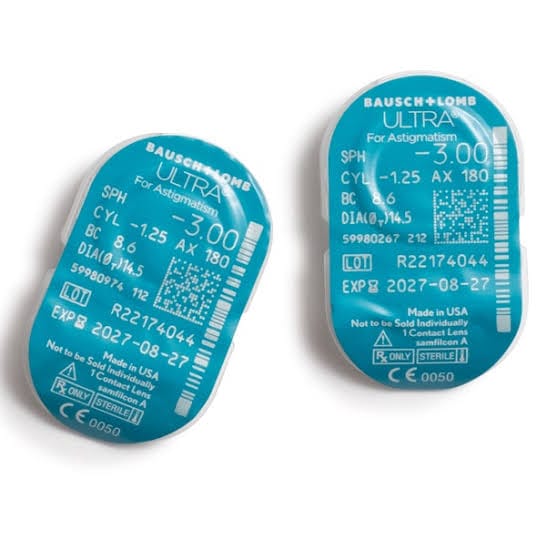 BAUSCH+LOMB
ULTRA®
For Astigmatism
SPH -3.00
CYL -1.25 AX 180
BC 8.6
DIA(0T)14.5
59980974 112
LOT R22174044
EXP 2027-08-27
Made in USA
Not to be Sold Individually
1 Contact Lens
samfilcon A
Rx ONLY STERILE
CE 0050
BAUSCH+LOMB
ULTRA®
For Astigmatism
SPH -3.00
CYL -1.25 AX 180
BC 8.6
DIA(0T)14.5
59980267 212
LOT R22174044
EXP 2027-08-27
Made in USA
Not to be Sold Individually
1 Contact Lens
samfilcon A
Rx ONLY STERILE
CE 0050